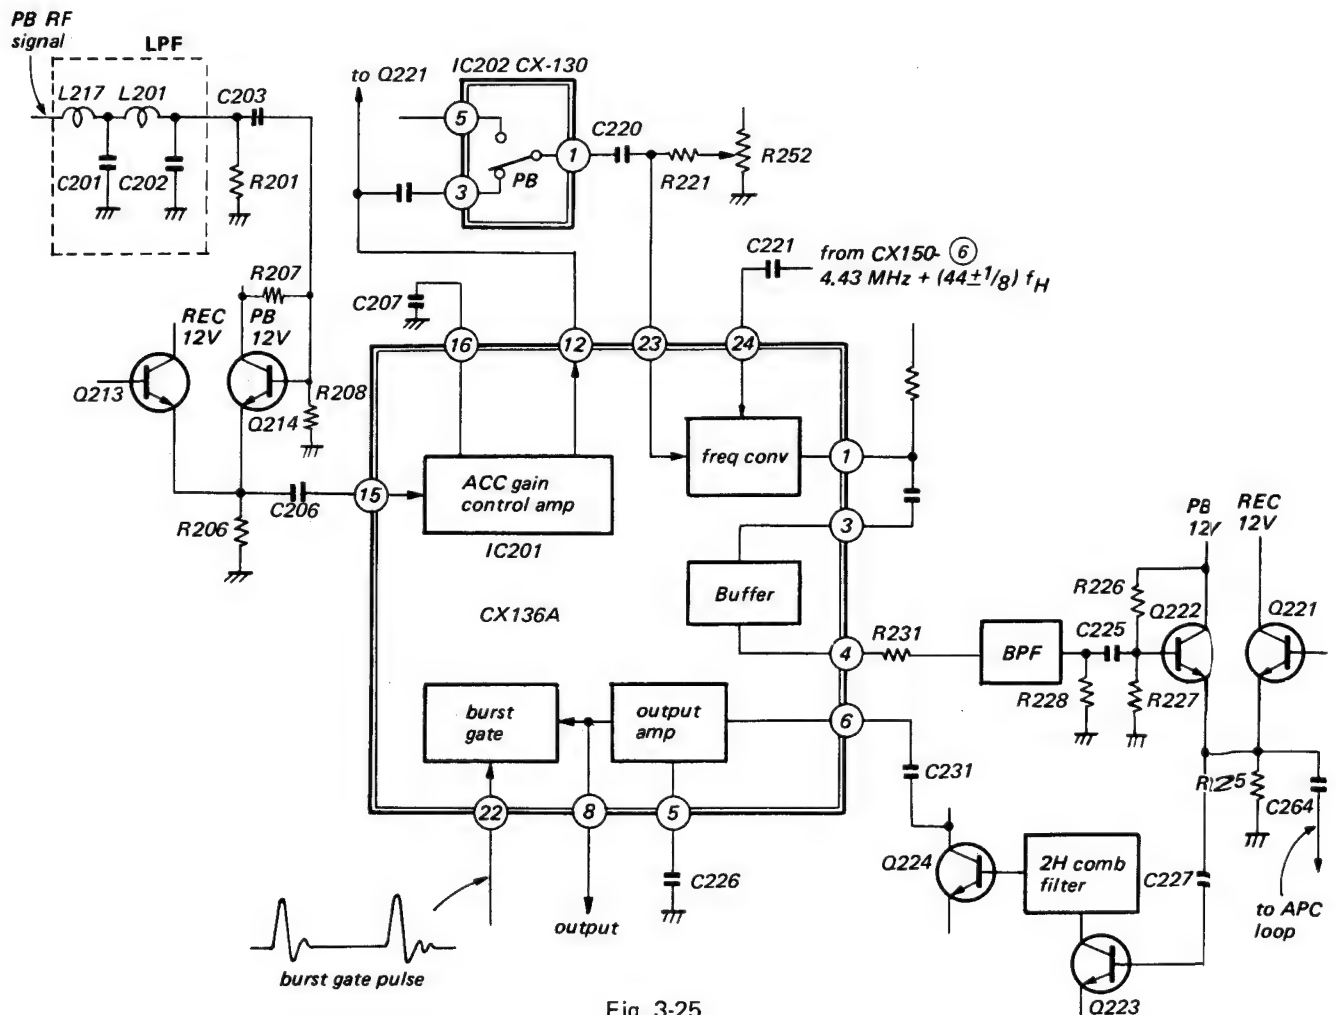 PB RF
signal
LPF
L217
L201
C203
C201
C202
R201
to Q221
IC202 CX-130
5
1
3
PB
C220
R221
R252
C221
from CX150- 6
4.43 MHz + (44±1/8) fH
R207
REC
12V
PB
12V
C207
Q213
Q214
R208
16
12
23
24
freq conv
1
15
ACC gain
control amp
IC201
C206
R206
3
CX136A
Buffer
4
R231
BPF
C225
R226
PB
12V
REC
12V
Q222
Q221
R228
R227
burst
gate
output
amp
6
C231
R225
C264
22
8
5
Q224
2H comb
filter
C227
C226
to APC
loop
output
burst gate pulse
Q223
Fig. 3-25